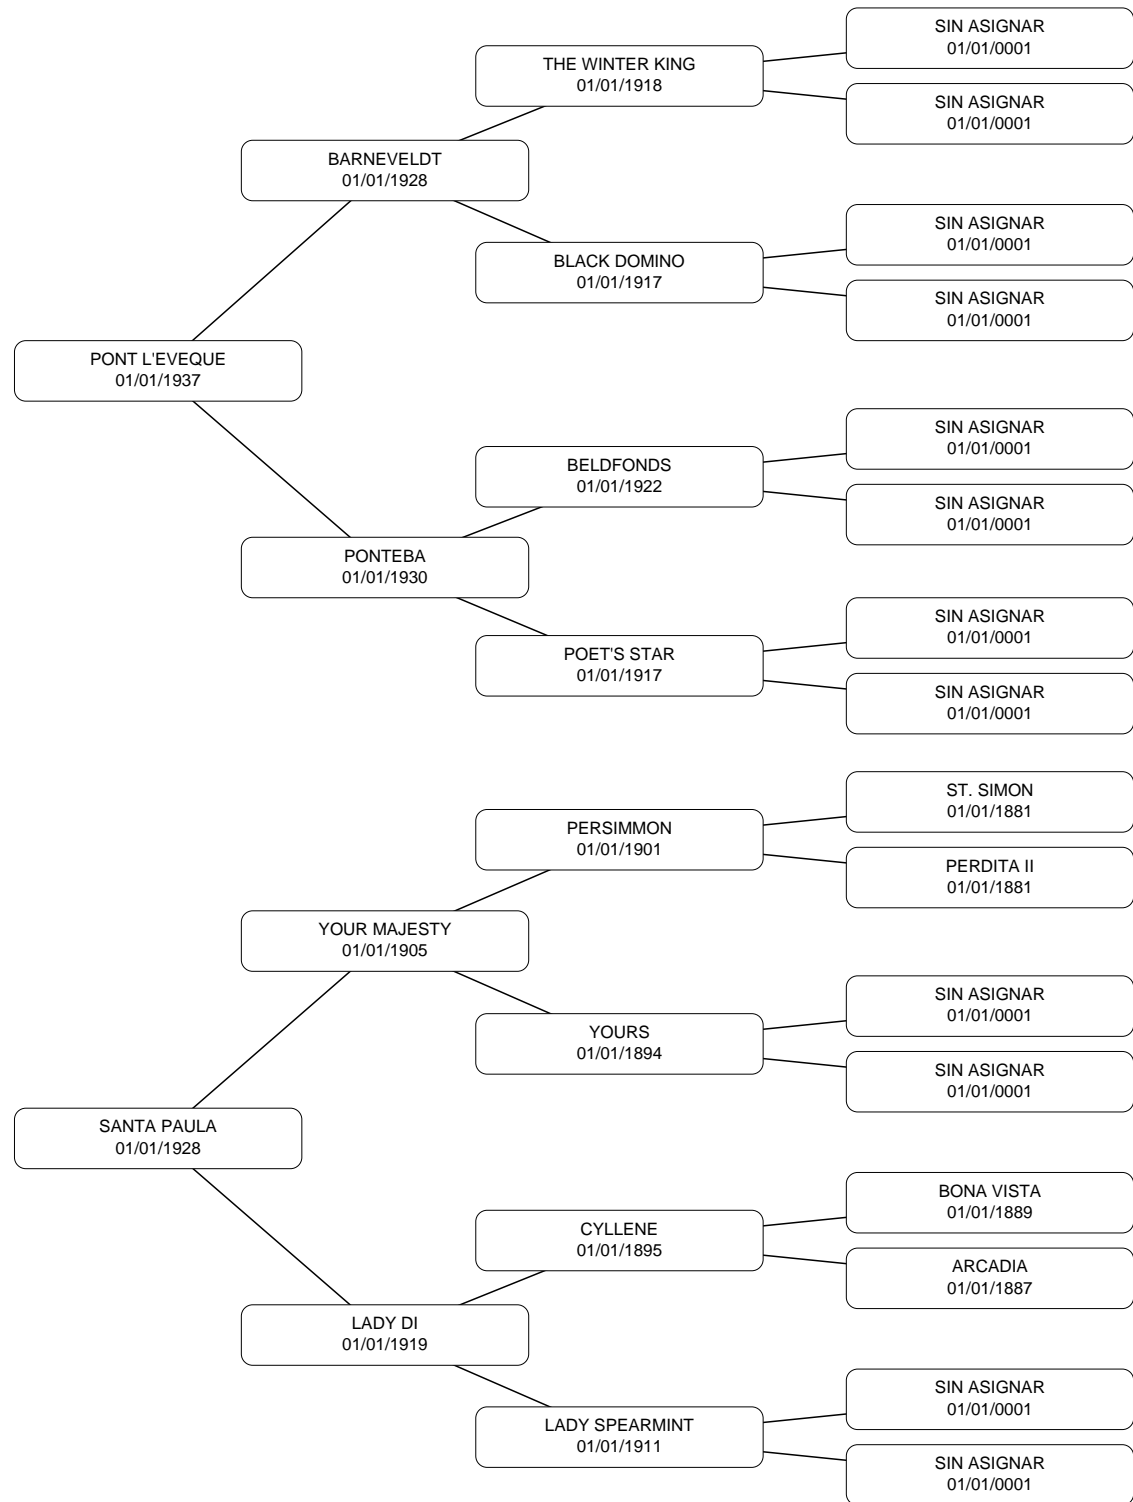 SIN ASIGNAR
01/01/0001
THE WINTER KING
01/01/1918
SIN ASIGNAR
01/01/0001
BARNEVELDT
01/01/1928
SIN ASIGNAR
01/01/0001
BLACK DOMINO
01/01/1917
SIN ASIGNAR
01/01/0001
PONT L'EVEQUE
01/01/1937
SIN ASIGNAR
01/01/0001
BELDFONDS
01/01/1922
SIN ASIGNAR
01/01/0001
PONTEBA
01/01/1930
SIN ASIGNAR
01/01/0001
POET'S STAR
01/01/1917
SIN ASIGNAR
01/01/0001
ST. SIMON
01/01/1881
PERSIMMON
01/01/1901
PERDITA II
01/01/1881
YOUR MAJESTY
01/01/1905
SIN ASIGNAR
01/01/0001
YOURS
01/01/1894
SIN ASIGNAR
01/01/0001
SANTA PAULA
01/01/1928
BONA VISTA
01/01/1889
CYLLENE
01/01/1895
ARCADIA
01/01/1887
LADY DI
01/01/1919
SIN ASIGNAR
01/01/0001
LADY SPEARMINT
01/01/1911
SIN ASIGNAR
01/01/0001